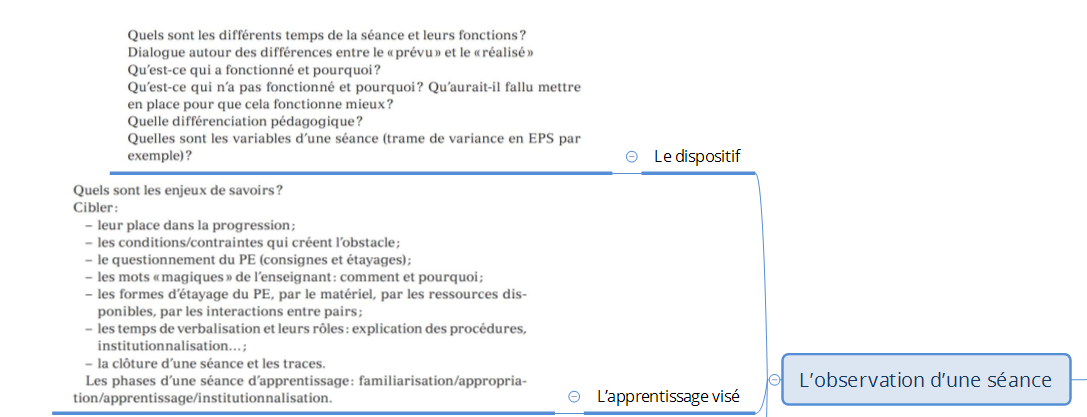 Quels sont les différents temps de la séance et leurs fonctions ?
Dialogue autour des différences entre le « prévu » et le « réalisé »
Qu’est-ce qui a fonctionné et pourquoi ?
Qu’est-ce qui n’a pas fonctionné et pourquoi ? Qu’aurait-il fallu mettre
en place pour que cela fonctionne mieux ?
Quelle différenciation pédagogique ?
Quelles sont les variables d’une séance (trame de variance en EPS par
exemple) ?
Le dispositif
Quels sont les enjeux de savoirs ?
Cibler :
– leur place dans la progression ;
– les conditions/contraintes qui créent l’obstacle ;
– le questionnement du PE (consignes et étayages) ;
– les mots « magiques » de l’enseignant : comment et pourquoi ;
– les formes d’étayage du PE, par le matériel, par les ressources dis-
ponibles, par les interactions entre pairs ;
– les temps de verbalisation et leurs rôles : explication des procédures,
institutionnalisation… ;
– la clôture d’une séance et les traces.
Les phases d’une séance d’apprentissage : familiarisation/appropria-
tion/apprentissage/institutionnalisation.
L’apprentissage visé
L’observation d’une séance